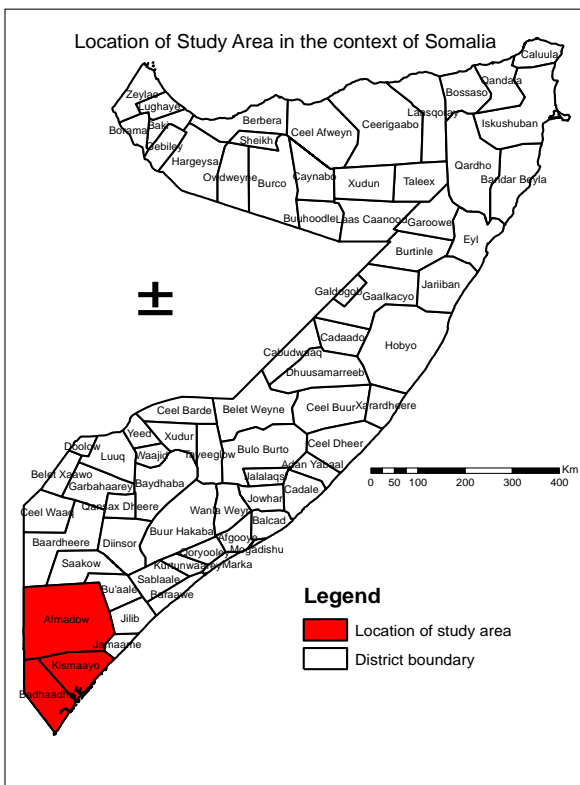 Location of Study Area in the context of Somalia
Caluula
Qandala
Bossaso
Zeylac
Lughaye
Laasqoray
Iskushuban
Berbera
Ceerigaabo
Borama
Baki
Ceel Afweyn
Gebiley
Sheikh
Hargeysa
Qardho
Owdweyne
Burco
Caynabo
Xudun
Taleex
Bandar Beyla
Buuhoodle
Laas Caanood
Garoowe
Eyl
Burtinle
Jariiban
Galdogob
Gaalkacyo
±
Cadaado
Hobyo
Cabudwaaq
Dhuusamarreeb
Ceel Barde
Belet Weyne
Ceel Buur
Xarardheere
Yeed
Xudur
Doolow
Luuq
Waajid
Tayeeglow
Bulo Burto
Ceel Dheer
Adan Yabaal
Belet Xaawo
Garbahaarey
Baydhaba
Jalalaqsi
Cadale
Km
0 50 100 200 300 400
Ceel Waaq
Qansax Dheere
Wanla Weyn
Jowhar
Balcad
Baardheere
Diinsor
Buur Hakaba
Afgooye
Mogadishu
Qoryooley
Saakow
Kurtunwaarey
Marka
Sablaale
Bu'aale
Baraawe
Afmadow
Jilib
Jamaame
Kismaayo
Badhaadhe
Legend
Location of study area
District boundary